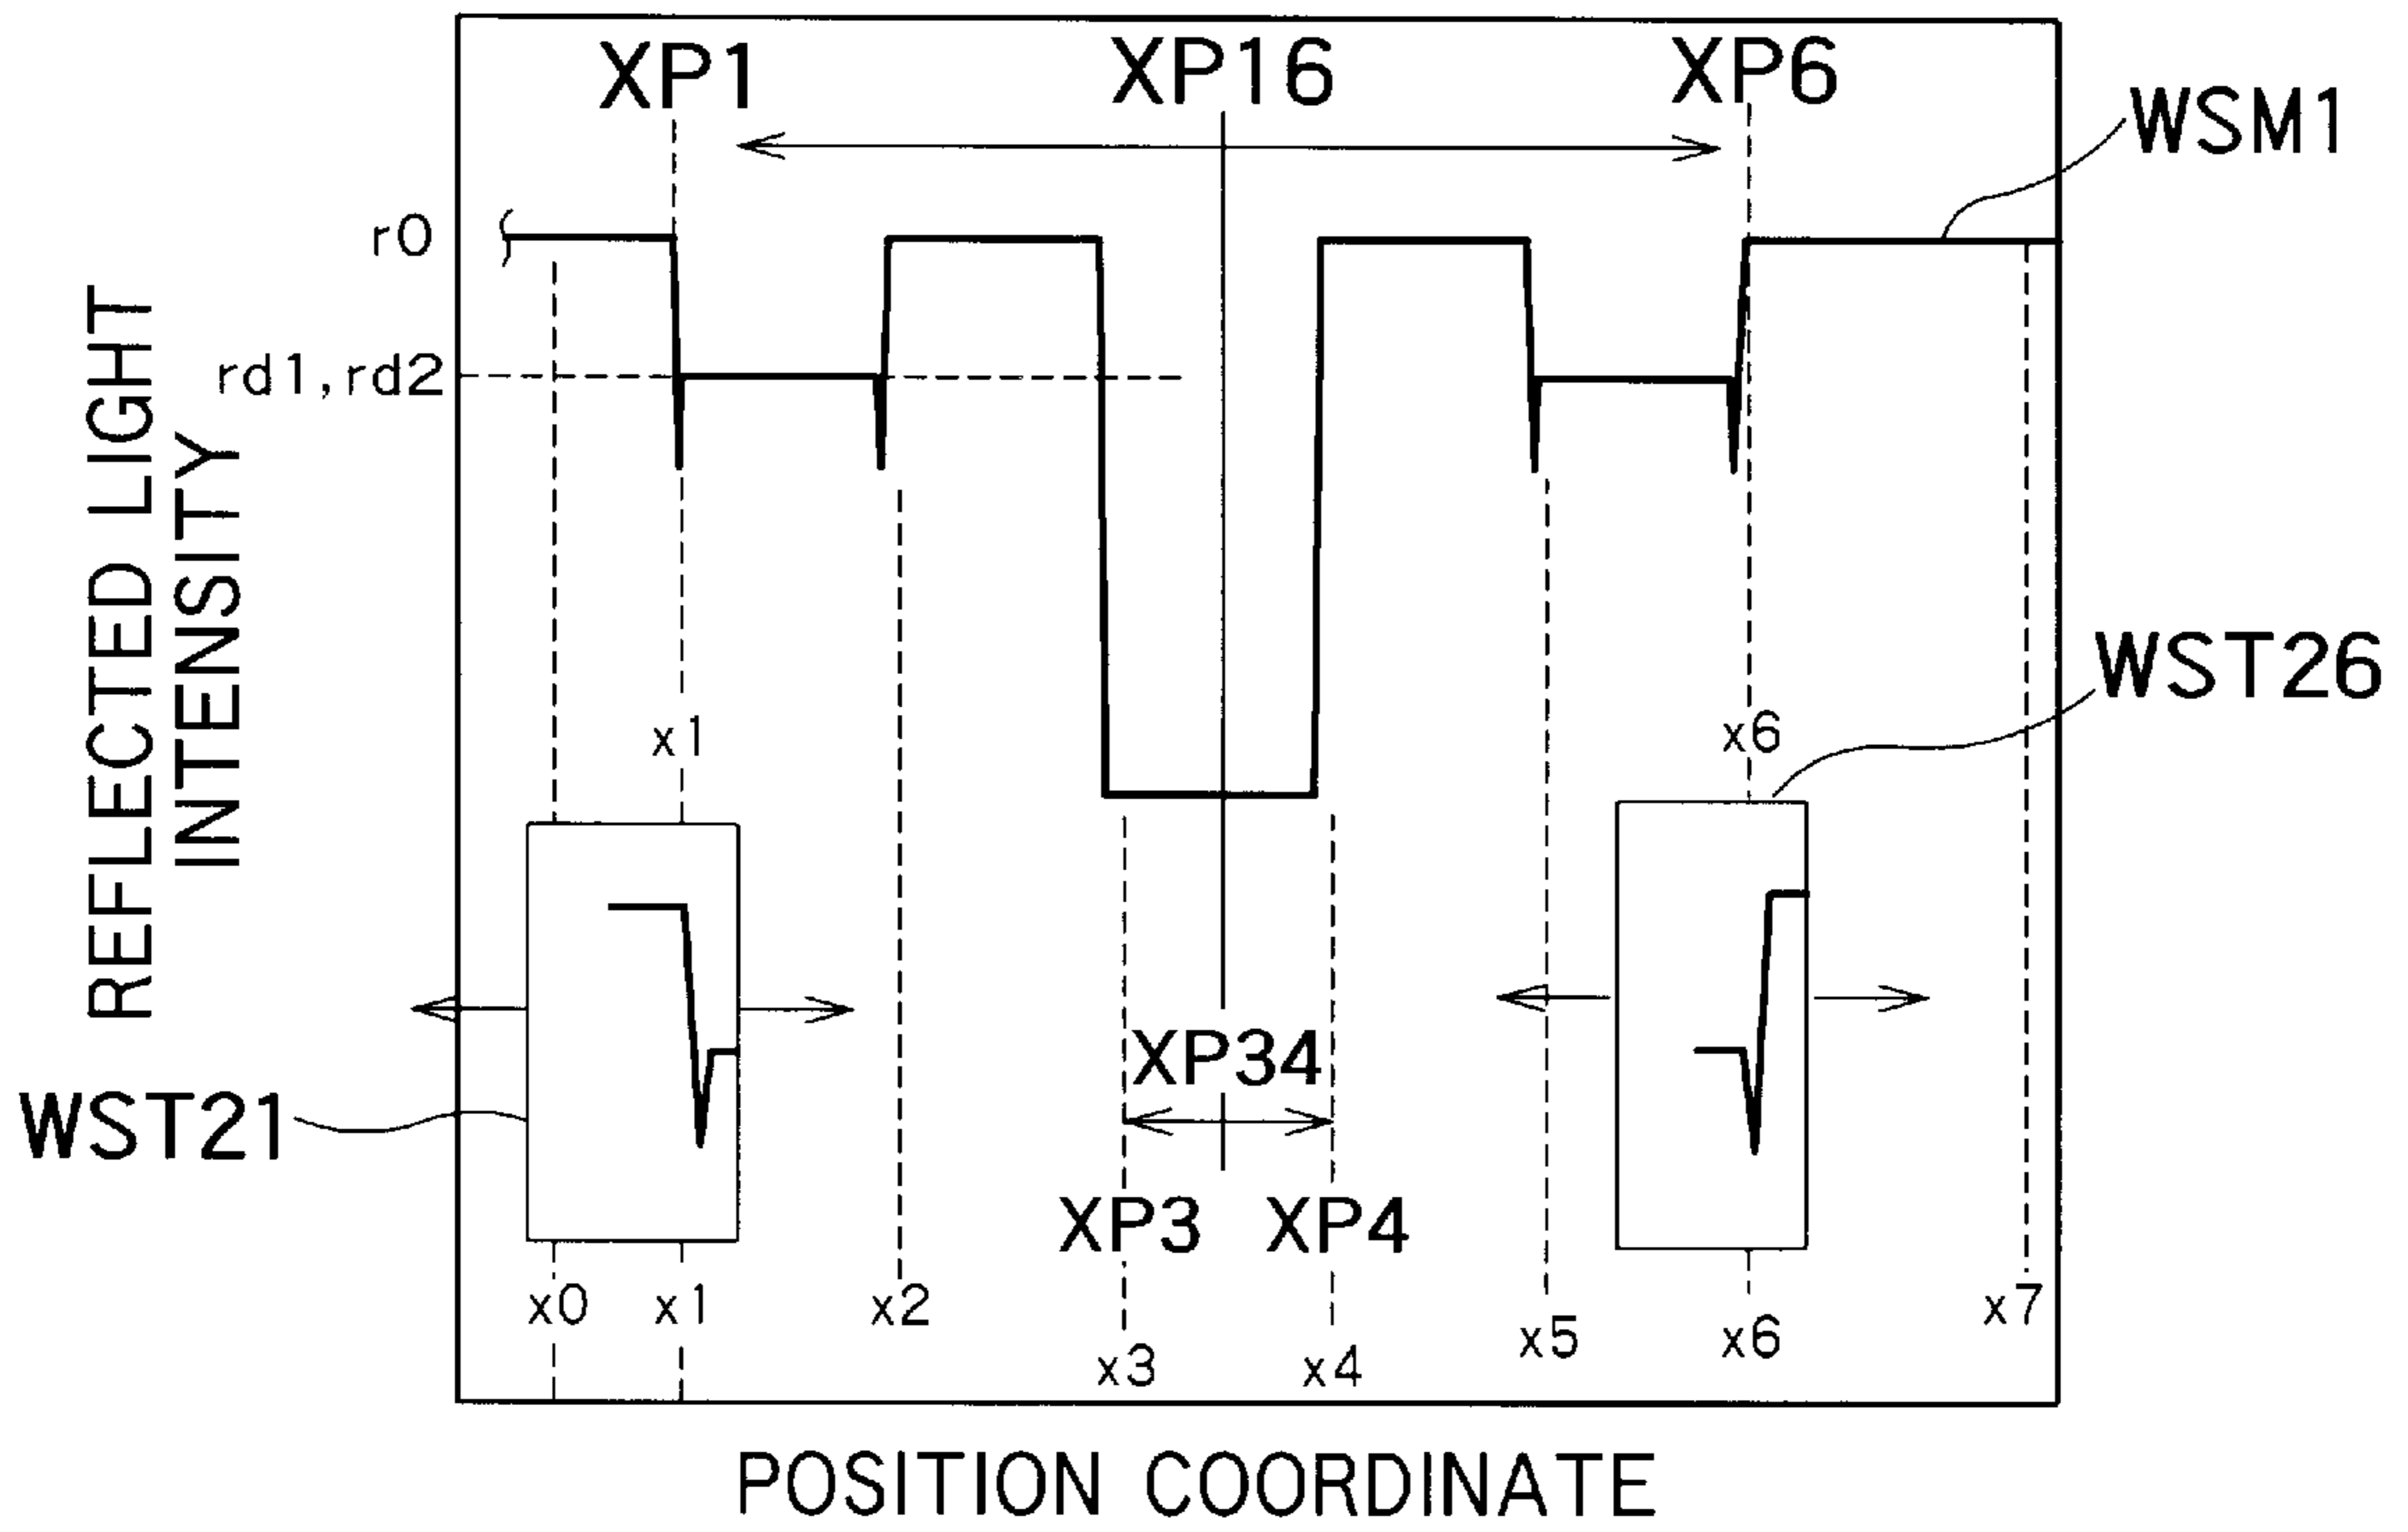 XP1 XP16 XP6
WSM1
r0
rd1,rd2
REFLECTED LIGHT
INTENSITY
WST26
x1 x6
XP34
WST21
XP3 XP4
x0 x1 x2 x3 x4 x5 x6 x7
POSITION COORDINATE